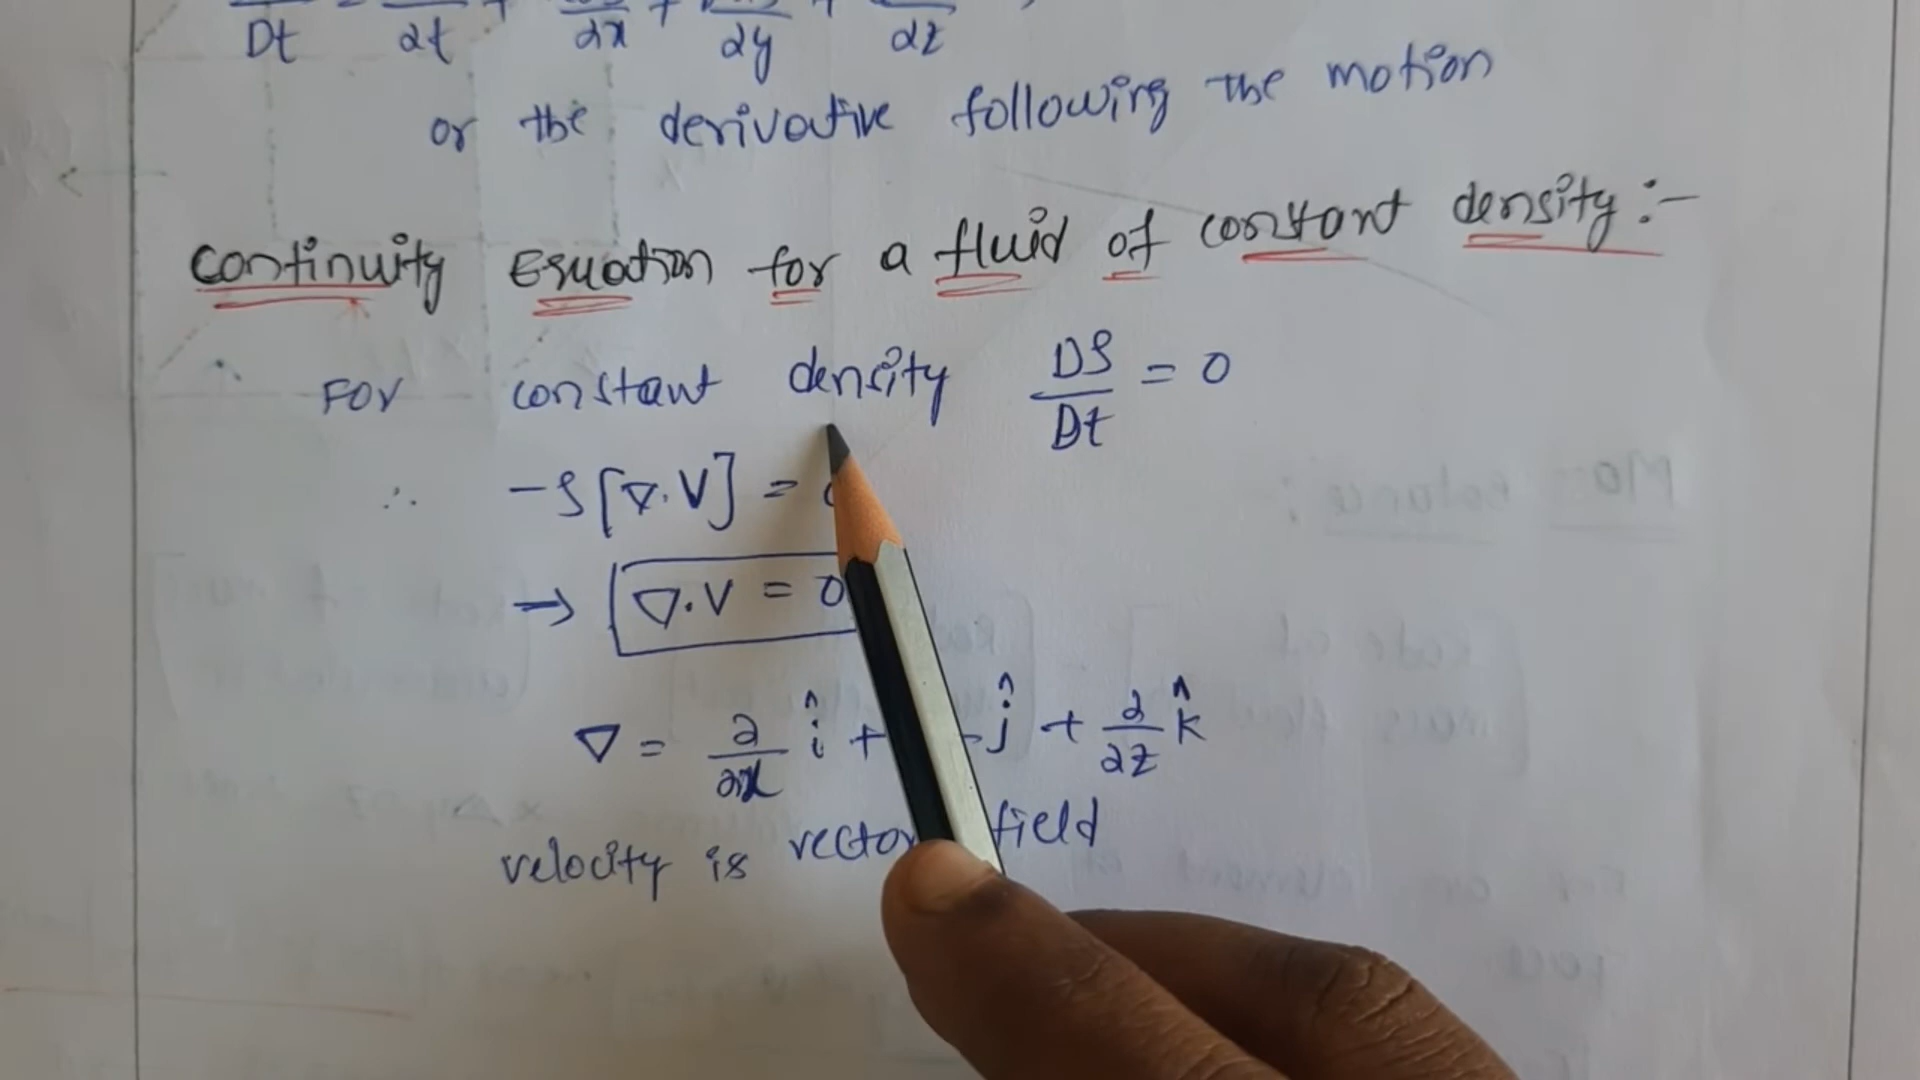 Dt ∂t + ∂x + ∂y + ∂z
or the derivative following the motion
Continuity Equation for a fluid of constant density :-
For constant density Dρ/Dt = 0
∴ -ρ[∇.V] =
→ ∇.V = 0
∇ = ∂/∂x î + ĵ + ∂/∂z k̂
velocity is vector field